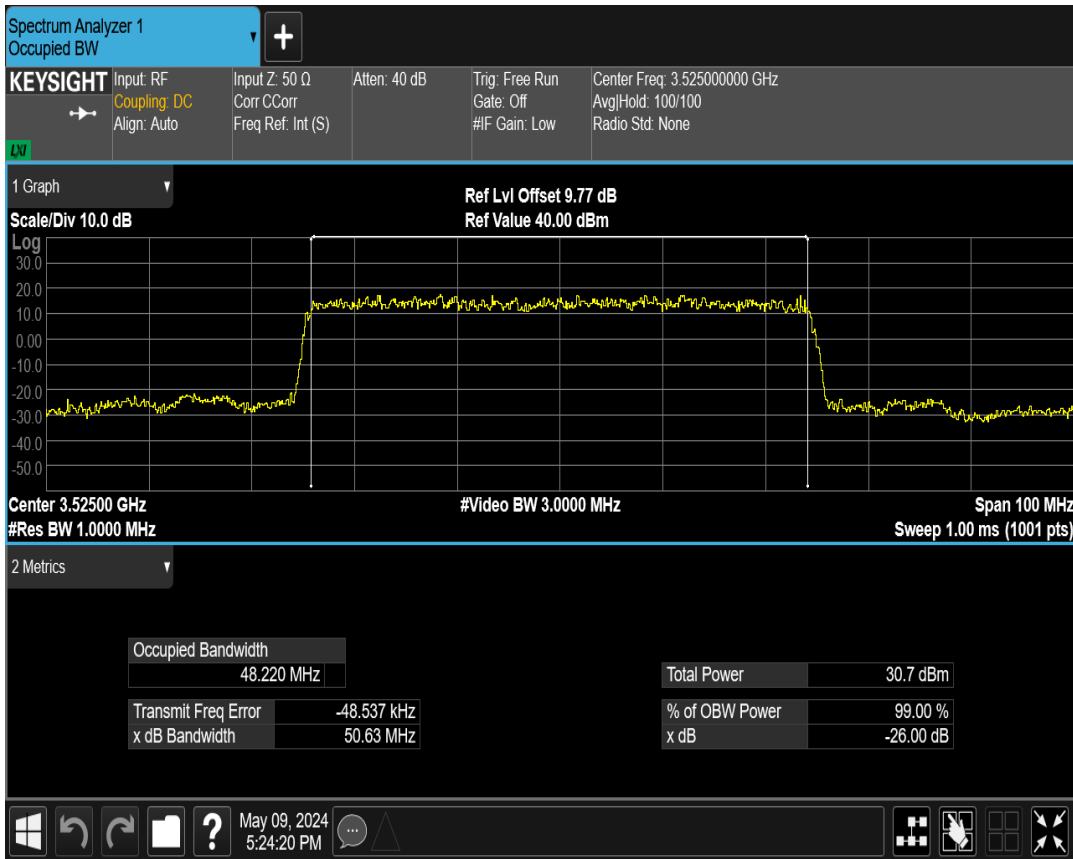 Spectrum Analyzer 1
Occupied BW
+
KEYSIGHT
LXI
Input: RF
Coupling: DC
Align: Auto
Input Z: 50 Ω
Corr CCorr
Freq Ref: Int (S)
Atten: 40 dB
Trig: Free Run
Gate: Off
#IF Gain: Low
Center Freq: 3.525000000 GHz
Avg|Hold: 100/100
Radio Std: None
1 Graph
Ref Lvl Offset 9.77 dB
Scale/Div 10.0 dB
Ref Value 40.00 dBm
Log
30.0
20.0
10.0
0.00
-10.0
-20.0
-30.0
-40.0
-50.0
Center 3.52500 GHz
#Video BW 3.0000 MHz
Span 100 MHz
#Res BW 1.0000 MHz
Sweep 1.00 ms (1001 pts)
2 Metrics
Occupied Bandwidth
48.220 MHz
Total Power 30.7 dBm
Transmit Freq Error -48.537 kHz
% of OBW Power 99.00 %
x dB Bandwidth 50.63 MHz
x dB -26.00 dB
?
May 09, 2024
5:24:20 PM